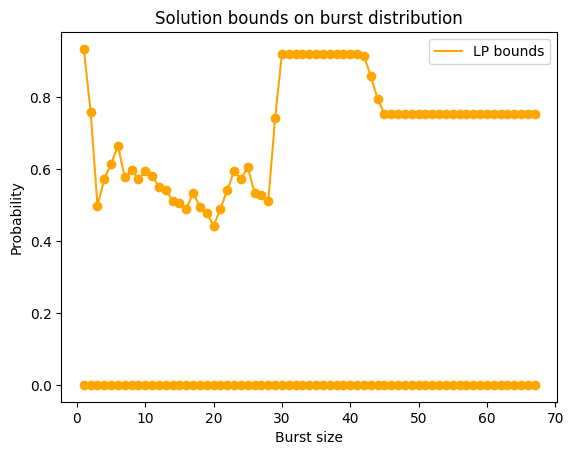 Solution bounds on burst distribution
LP bounds
Probability
0.8
0.6
0.4
0.2
0.0
0 10 20 30 40 50 60 70
Burst size